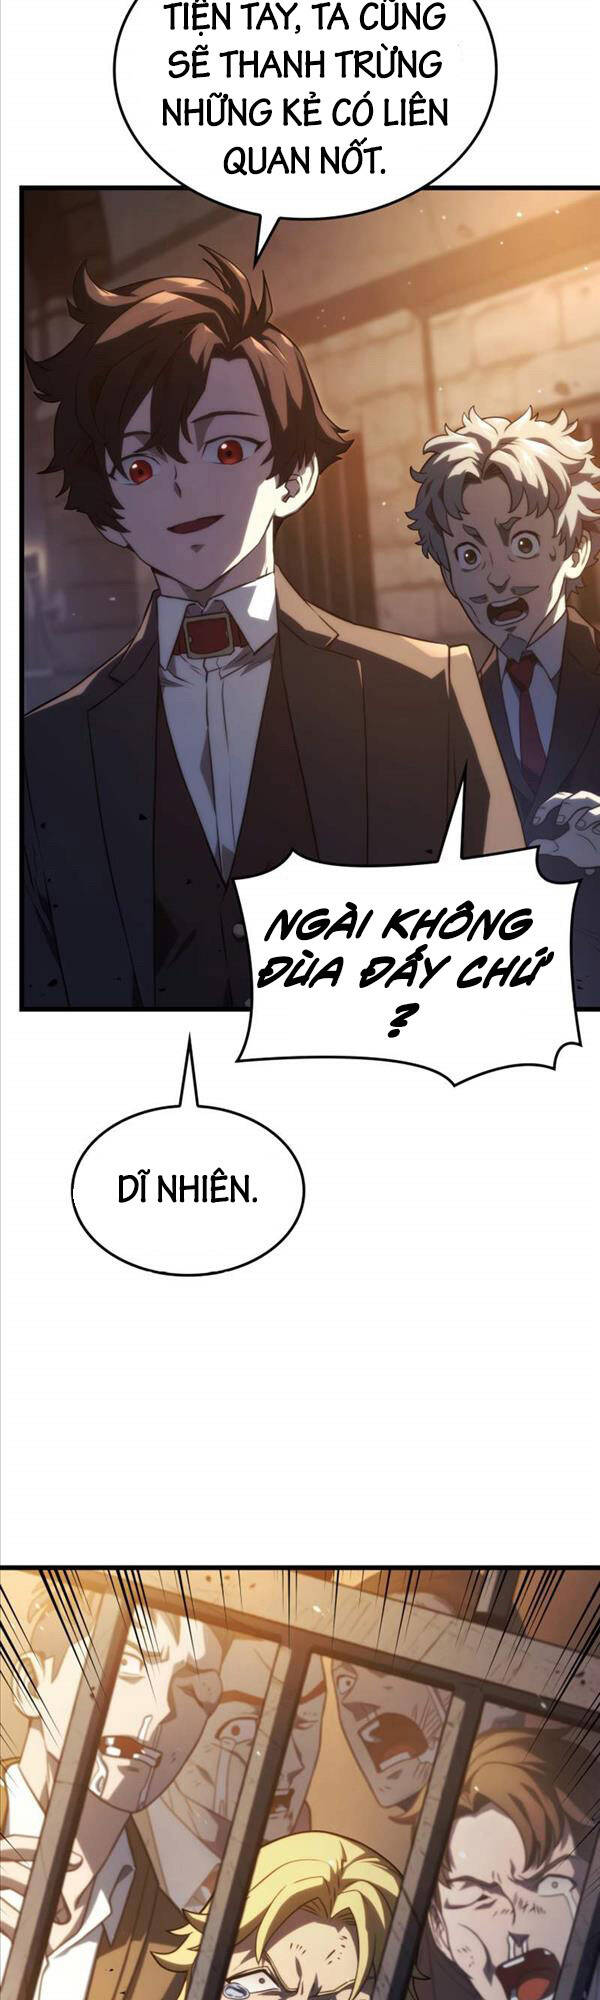 TIỆN TAY, TA CŨNG
SẼ THANH TRỪNG
NHỮNG KẺ CÓ LIÊN
QUAN NỐT.
NGÀI KHÔNG
ĐÙA ĐẤY CHỨ
?
DĨ NHIÊN.